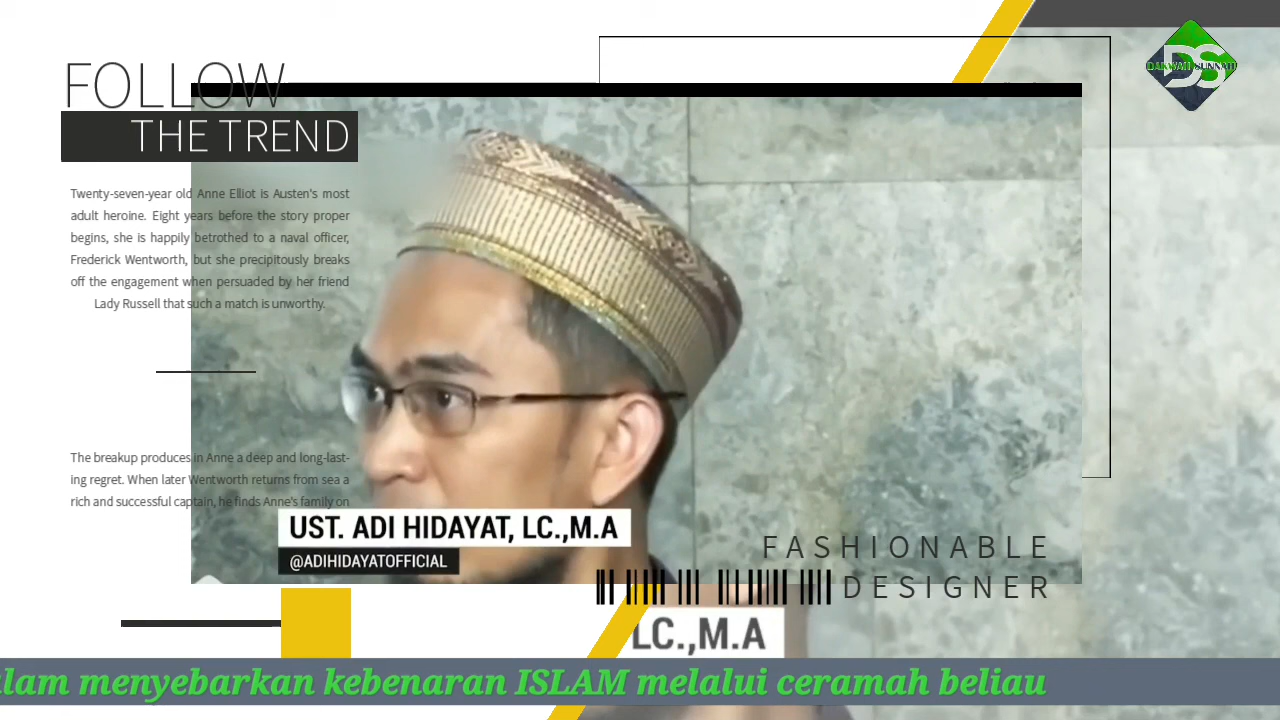 FOLLOW
THE TREND
Twenty-seven-year old Anne Elliot is Austen's most
adult heroine. Eight years before the story proper
begins, she is happily betrothed to a naval officer,
Frederick Wentworth, but she precipitously breaks
off the engagement when persuaded by her friend
Lady Russell that such a match is unworthy.
The breakup produces in Anne a deep and long-last-
ing regret. When later Wentworth returns from sea a
rich and successful captain, he finds Anne's family on
DS
DAKWAH SUNNAH
UST. ADI HIDAYAT, LC.,M.A
@ADIHIDAYATOFFICIAL
FASHIONABLE
DESIGNER
LC.,M.A
alam menyebarkan kebenaran ISLAM melalui ceramah beliau